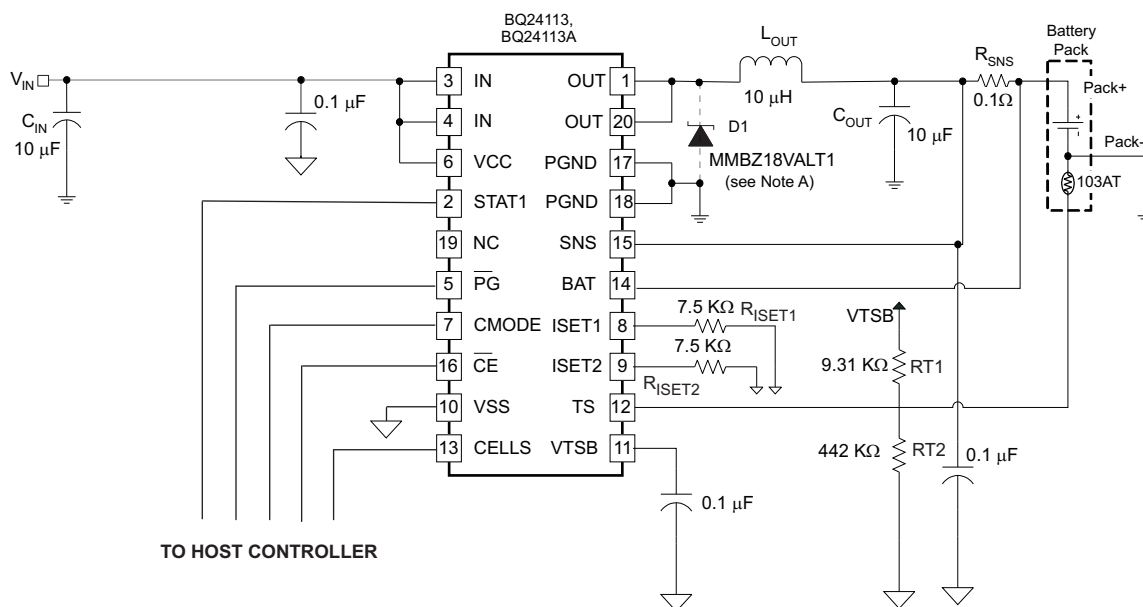 BQ24113,
BQ24113A
V_IN
C_IN
10 μF
0.1 μF
3 IN
4 IN
6 VCC
2 STAT1
19 NC
5 P̅G̅
7 CMODE
16 C̅E̅
10 VSS
13 CELLS
OUT 1
OUT 20
PGND 17
PGND 18
SNS 15
BAT 14
ISET1 8
ISET2 9
TS 12
VTSB 11
L_OUT
10 μH
D1
MMBZ18VALT1
(see Note A)
C_OUT
10 μF
R_SNS
0.1Ω
Battery
Pack
Pack+
+
-
Pack-
103AT
7.5 KΩ
R_ISET1
7.5 KΩ
R_ISET2
VTSB
9.31 KΩ
RT1
442 KΩ
RT2
0.1 μF
0.1 μF
TO HOST CONTROLLER